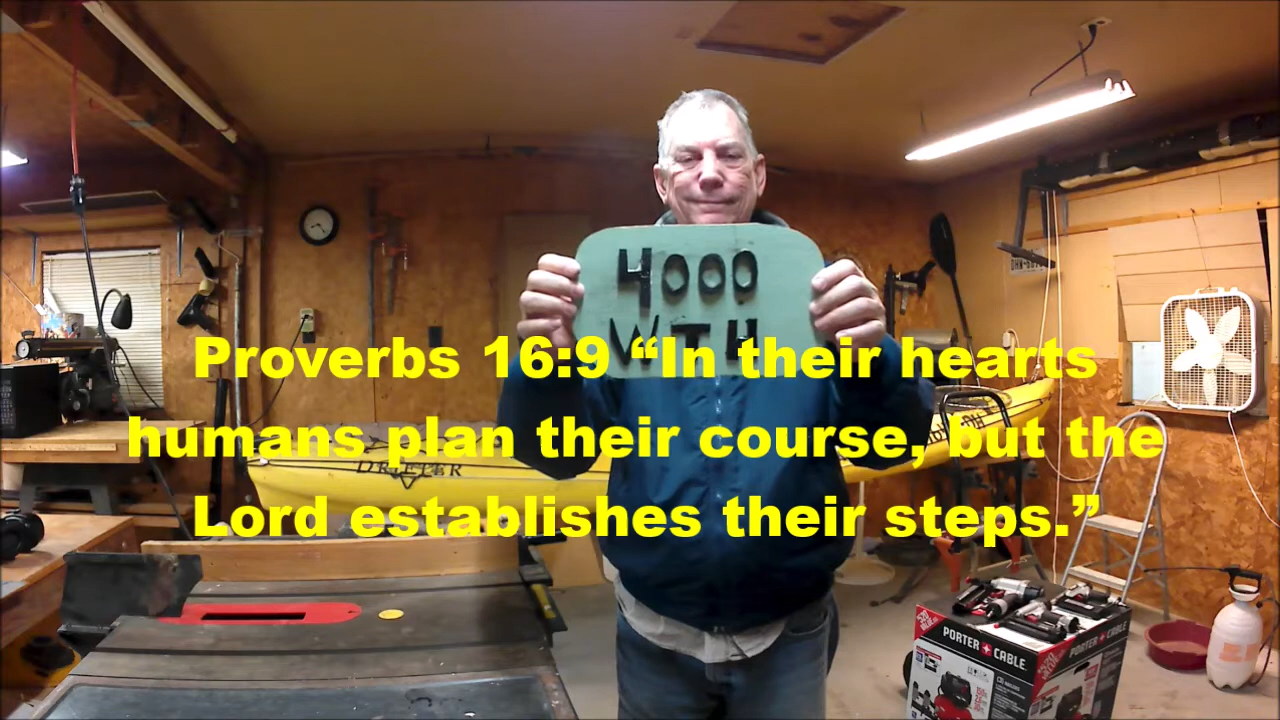 4000
WTH
Proverbs 16:9 “In their hearts
humans plan their course, but the
Lord establishes their steps.”
DRIFTER
PORTER+CABLE
PORTER+CABLE